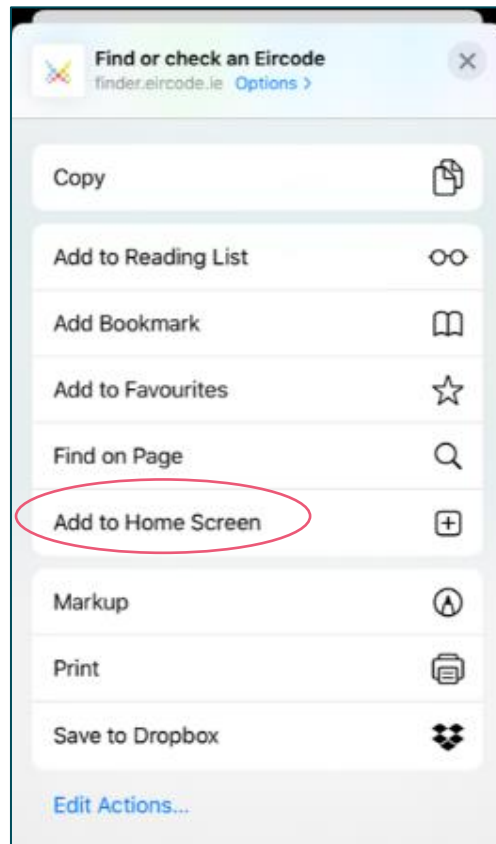 Find or check an Eircode
finder.eircode.ie Options >
Copy
Add to Reading List
Add Bookmark
Add to Favourites
Find on Page
Add to Home Screen
Markup
Print
Save to Dropbox
Edit Actions...